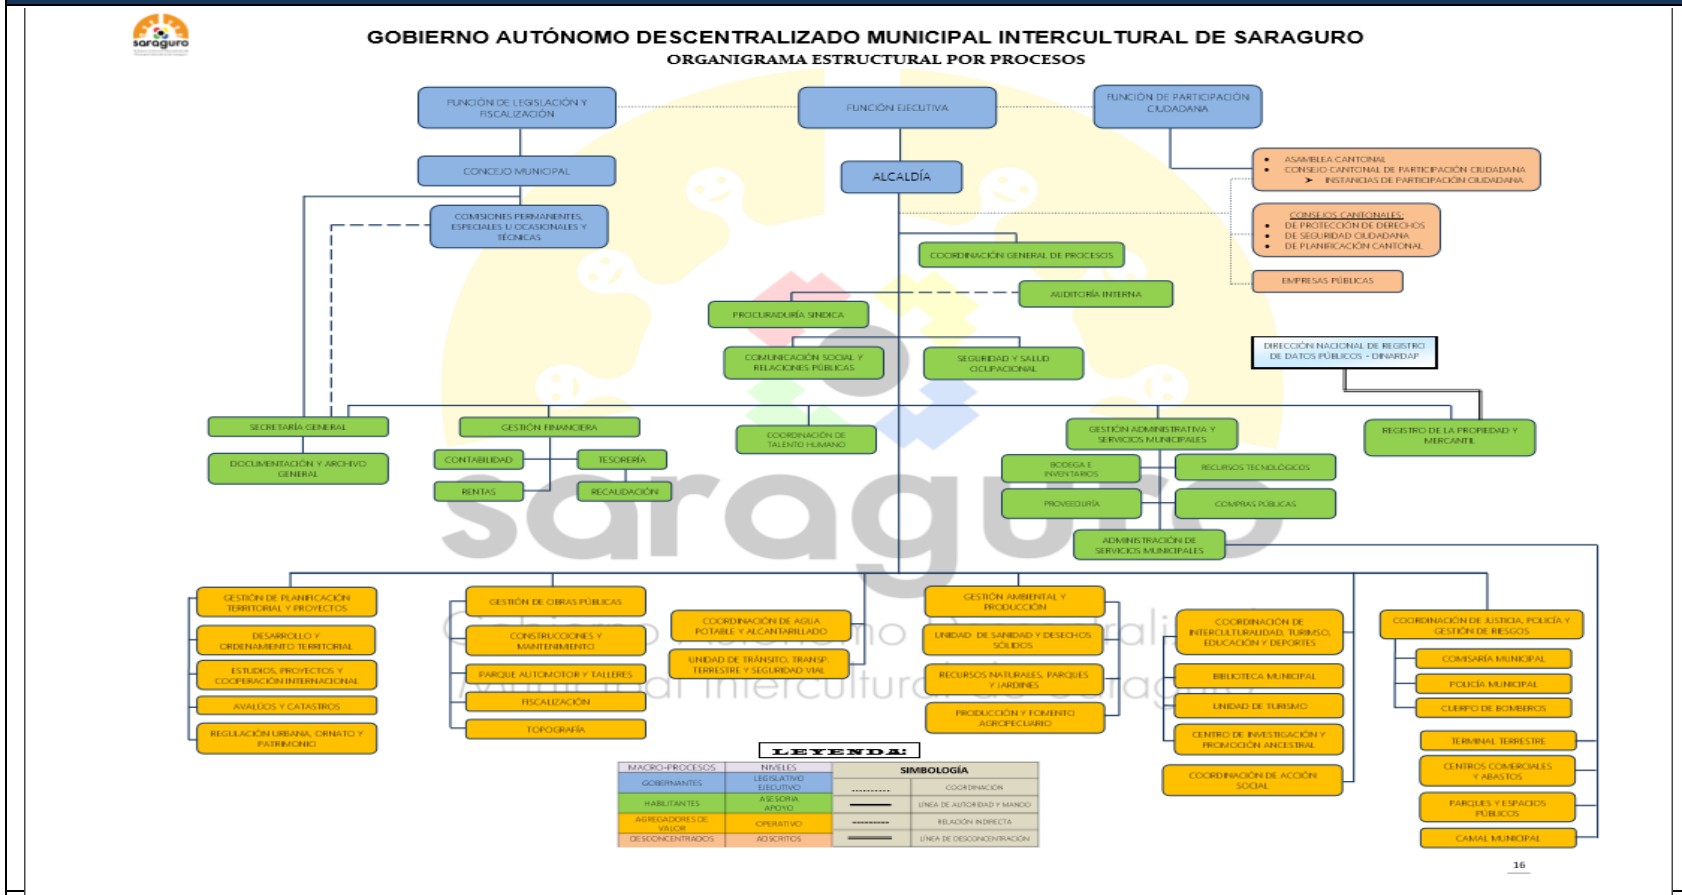 saraguro
GOBIERNO AUTÓNOMO DESCENTRALIZADO MUNICIPAL INTERCULTURAL DE SARAGURO
ORGANIGRAMA ESTRUCTURAL POR PROCESOS
FUNCIÓN DE LEGISLACIÓN Y
FISCALIZACIÓN
FUNCIÓN EJECUTIVA
FUNCIÓN DE PARTICIPACIÓN
CIUDADANA
CONCEJO MUNICIPAL
ALCALDÍA
• ASAMBLEA CANTONAL
• CONSEJO CANTONAL DE PARTICIPACIÓN CIUDADANA
➤ INSTANCIAS DE PARTICIPACIÓN CIUDADANA
COMISIONES PERMANENTES,
ESPECIALES U OCASIONALES Y
TÉCNICAS
CONSEJOS CANTONALES:
• DE PROTECCIÓN DE DERECHOS
• DE SEGURIDAD CIUDADANA
• DE PLANIFICACIÓN CANTONAL
COORDINACIÓN GENERAL DE PROCESOS
EMPRESAS PÚBLICAS
AUDITORÍA INTERNA
PROCURADURÍA SINDICA
COMUNICACIÓN SOCIAL Y
RELACIONES PÚBLICAS
SEGURIDAD Y SALUD
OCUPACIONAL
DIRECCIÓN NACIONAL DE REGISTRO
DE DATOS PÚBLICOS - DINARDAP
SECRETARÍA GENERAL
GESTIÓN FINANCIERA
COORDINACIÓN DE
TALENTO HUMANO
GESTIÓN ADMINISTRATIVA Y
SERVICIOS MUNICIPALES
REGISTRO DE LA PROPIEDAD Y
MERCANTIL
DOCUMENTACIÓN Y ARCHIVO
GENERAL
CONTABILIDAD
TESORERÍA
RENTAS
RECAUDACIÓN
BODEGA E
INVENTARIOS
RECURSOS TECNOLÓGICOS
PROVEEDURÍA
COMPRAS PÚBLICAS
ADMINISTRACIÓN DE
SERVICIOS MUNICIPALES
saraguro
GESTIÓN DE PLANIFICACIÓN
TERRITORIAL Y PROYECTOS
DESARROLLO Y
ORDENAMIENTO TERRITORIAL
ESTUDIOS, PROYECTOS Y
COOPERACIÓN INTERNACIONAL
AVALÚOS Y CATASTROS
REGULACIÓN URBANA, ORNATO Y
PATRIMONIO
GESTIÓN DE OBRAS PÚBLICAS
CONSTRUCCIONES Y
MANTENIMIENTO
PARQUE AUTOMOTOR Y TALLERES
FISCALIZACIÓN
TOPOGRAFÍA
COORDINACIÓN DE AGUA
POTABLE Y ALCANTARILLADO
UNIDAD DE TRÁNSITO, TRANSP.
TERRESTRE Y SEGURIDAD VIAL
GESTIÓN AMBIENTAL Y
PRODUCCIÓN
UNIDAD DE SANIDAD Y DESECHOS
SÓLIDOS
RECURSOS NATURALES, PARQUES
Y JARDINES
PRODUCCIÓN Y FOMENTO
AGROPECUARIO
COORDINACIÓN DE
INTERCULTURALIDAD, TURIMSO,
EDUCACIÓN Y DEPORTES
BIBLIOTECA MUNICIPAL
UNIDAD DE TURISMO
CENTRO DE INVESTIGACIÓN Y
PROMOCIÓN ANCESTRAL
COORDINACIÓN DE ACCIÓN
SOCIAL
COORDINACIÓN DE JUSTICIA, POLICÍA Y
GESTIÓN DE RIESGOS
COMISARÍA MUNICIPAL
POLICÍA MUNICIPAL
CUERPO DE BOMBEROS
TERMINAL TERRESTRE
CENTROS COMERCIALES
Y ABASTOS
PARQUES Y ESPACIOS
PÚBLICOS
CAMAL MUNICIPAL
LEYENDA:
MACRO-PROCESOS NIVELES SIMBOLOGÍA
GOBERNANTES LEGISLATIVO
EJECUTIVO COORDINACIÓN
HABILITANTES ASESORIA
APOYO LÍNEA DE AUTORIDAD Y MANDO
AGREGADORES DE
VALOR OPERATIVO RELACIÓN INDIRECTA
DESCONCENTRADOS ADSCRITOS LÍNEA DE DESCONCENTRACIÓN
16